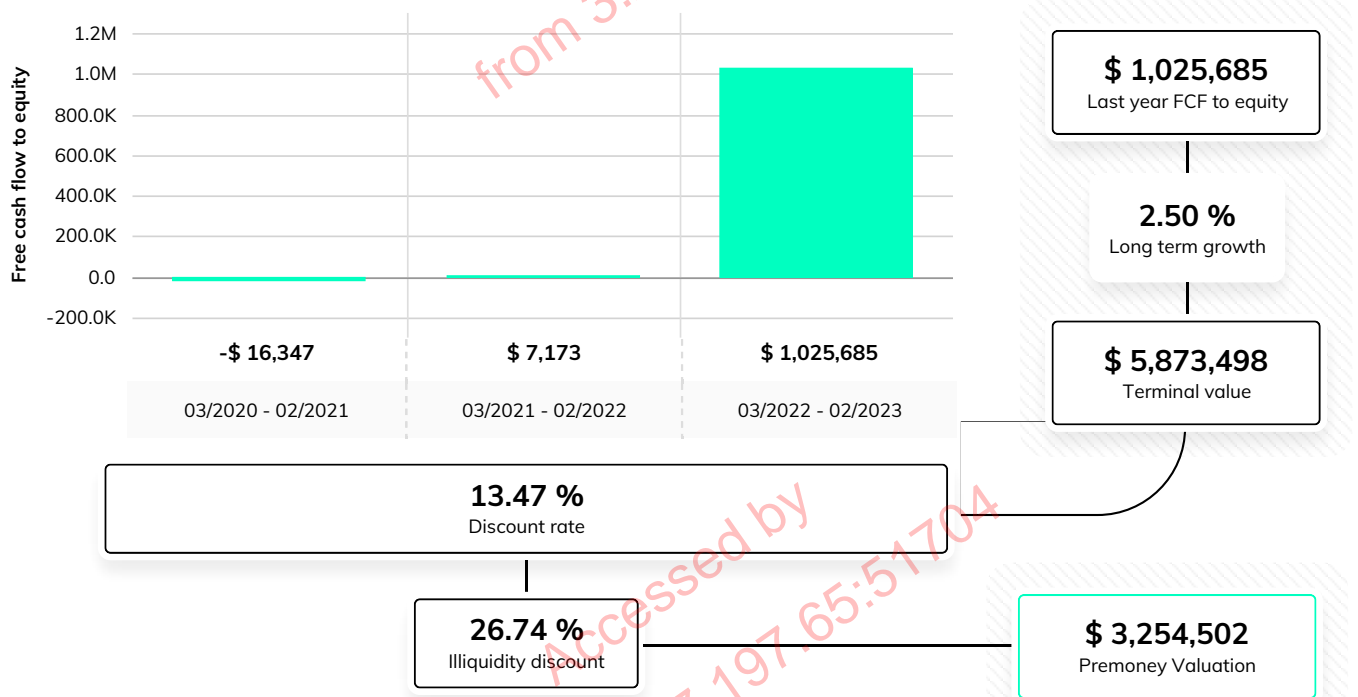 from 3.
Free cash flow to equity
1.2M
1.0M
800.0K
600.0K
400.0K
200.0K
0.0
-200.0K
-$ 16,347
$ 7,173
$ 1,025,685
03/2020 - 02/2021
03/2021 - 02/2022
03/2022 - 02/2023
$ 1,025,685
Last year FCF to equity
2.50 %
Long term growth
$ 5,873,498
Terminal value
13.47 %
Discount rate
26.74 %
Illiquidity discount
$ 3,254,502
Premoney Valuation
Accessed by
7.197.65:51704